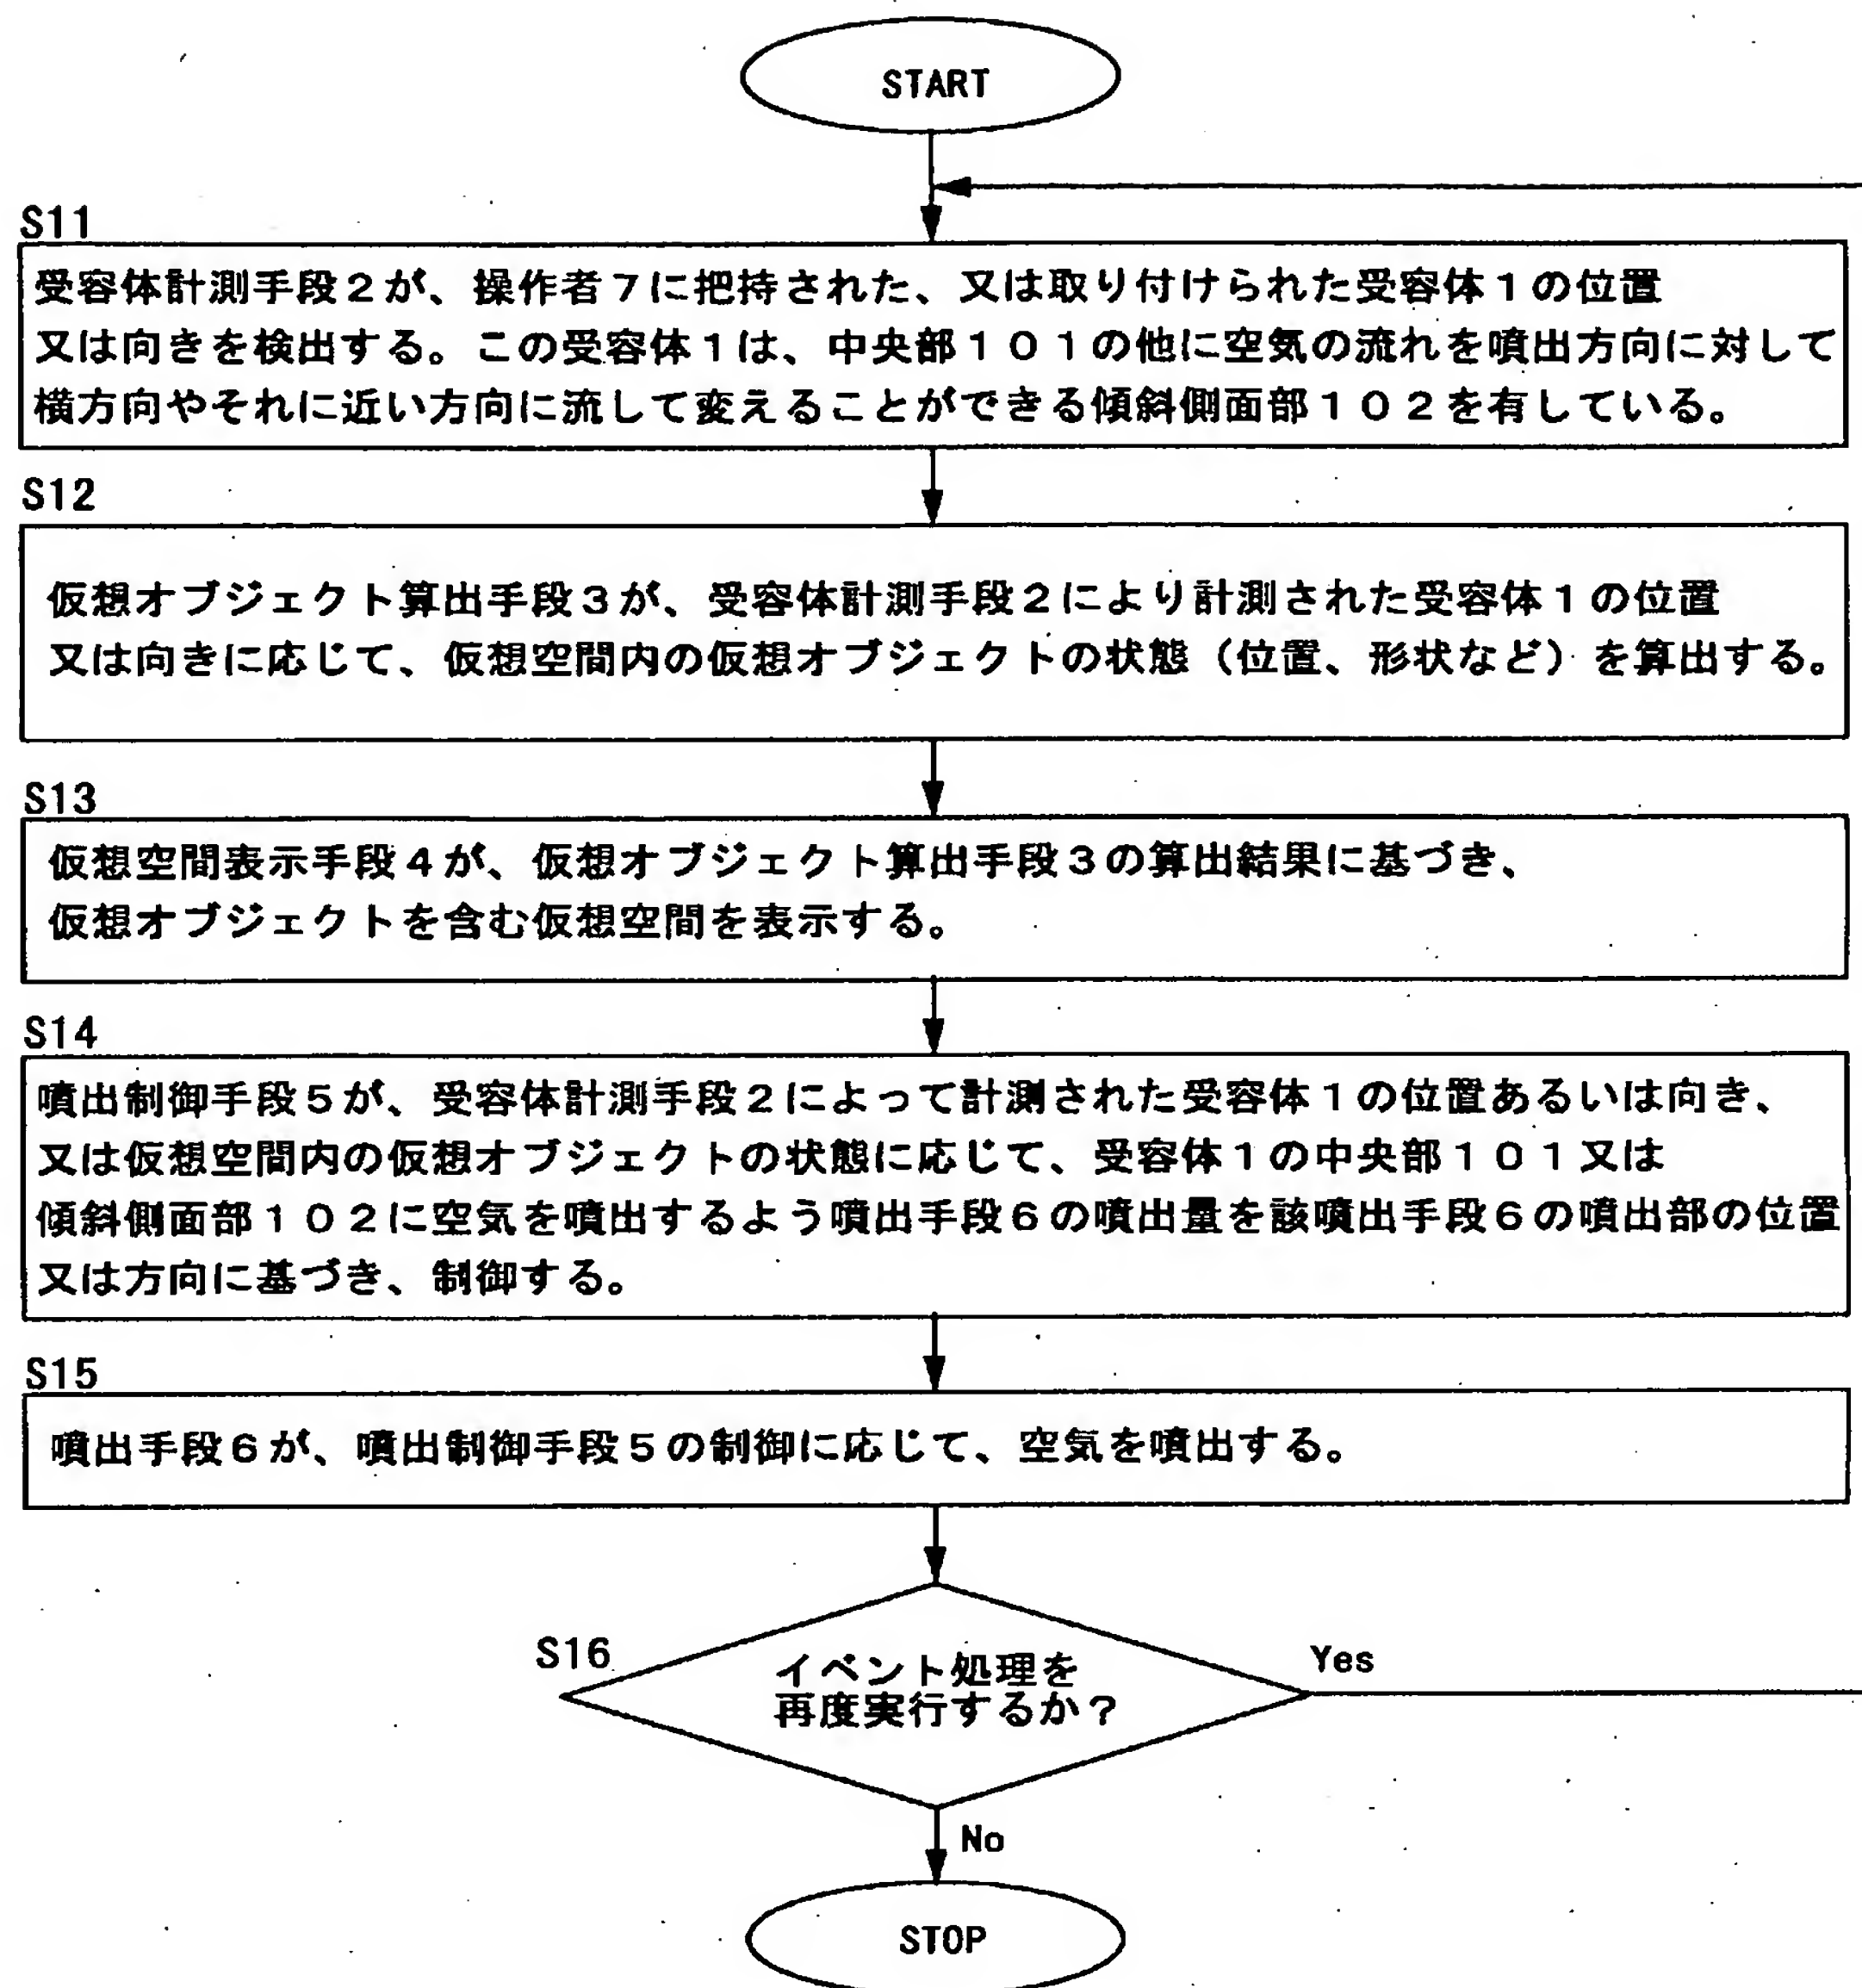 START
S11
受容体計測手段2が、操作者7に把持された、又は取り付けられた受容体1の位置
又は向きを検出する。この受容体1は、中央部101の他に空気の流れを噴出方向に対して
横方向やそれに近い方向に流して変えることができる傾斜側面部102を有している。
S12
仮想オブジェクト算出手段3が、受容体計測手段2により計測された受容体1の位置
又は向きに応じて、仮想空間内の仮想オブジェクトの状態（位置、形状など）を算出する。
S13
仮想空間表示手段4が、仮想オブジェクト算出手段3の算出結果に基づき、
仮想オブジェクトを含む仮想空間を表示する。
S14
噴出制御手段5が、受容体計測手段2によって計測された受容体1の位置あるいは向き、
又は仮想空間内の仮想オブジェクトの状態に応じて、受容体1の中央部101又は
傾斜側面部102に空気を噴出するよう噴出手段6の噴出量を該噴出手段6の噴出部の位置
又は方向に基づき、制御する。
S15
噴出手段6が、噴出制御手段5の制御に応じて、空気を噴出する。
S16
イベント処理を
再度実行するか？
Yes
No
STOP